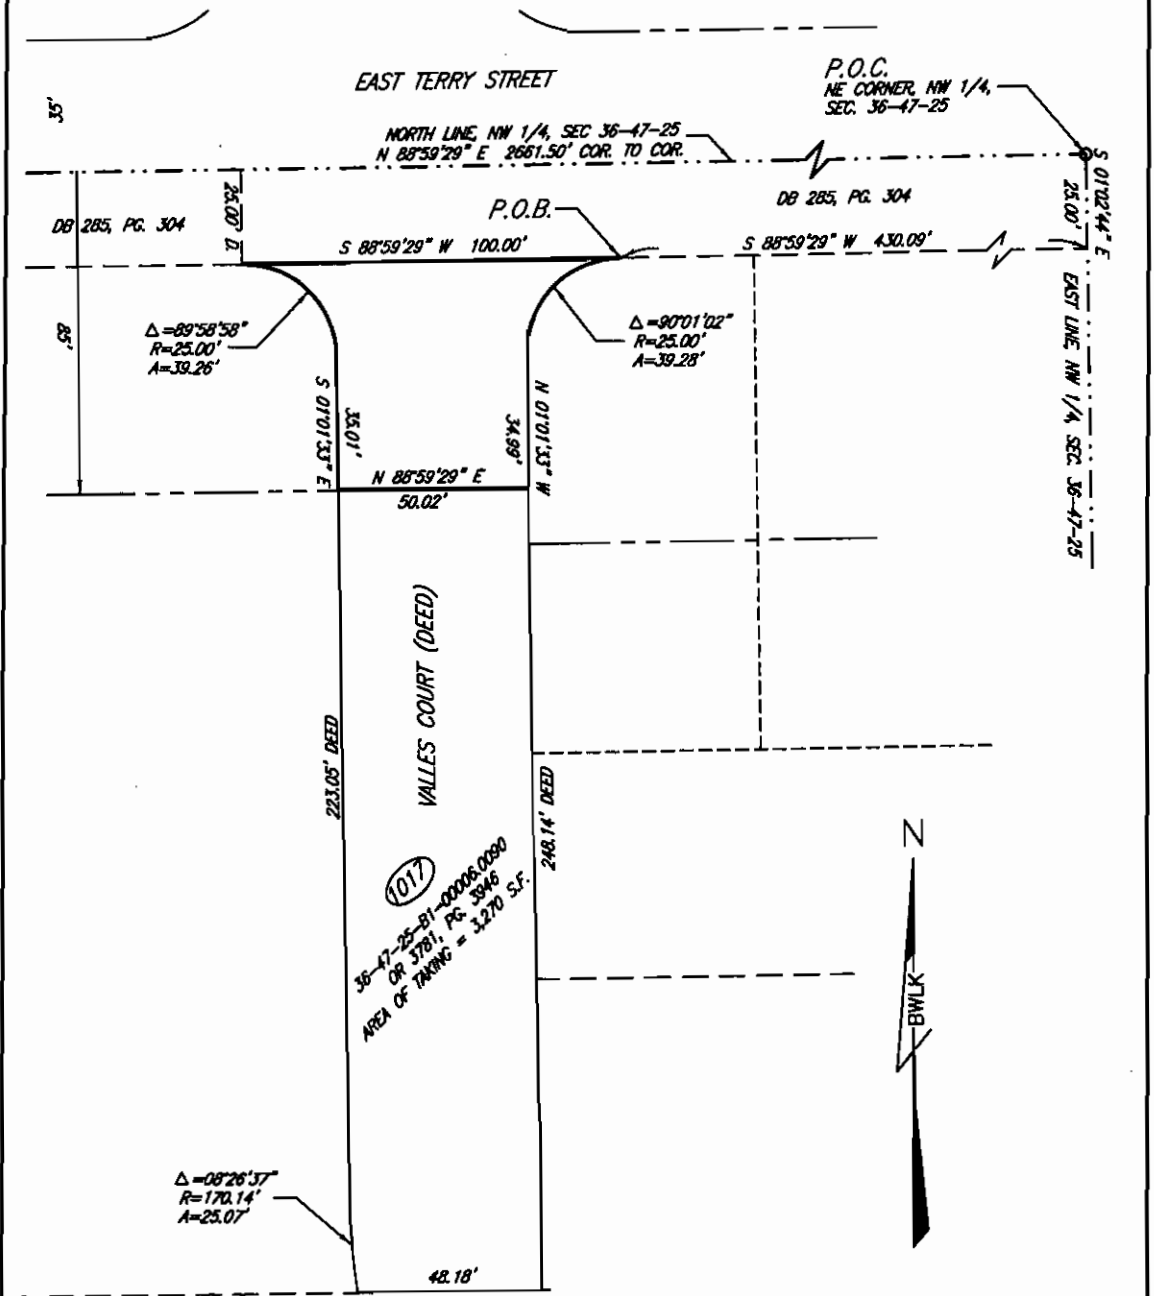 EAST TERRY STREET
P.O.C.
NE CORNER, NW 1/4,
SEC. 36-47-25
35'
NORTH LINE, NW 1/4, SEC 36-47-25
N 88°59'29" E 2661.50' COR. TO COR.
S 01°02'44" E
25.00'
DB 285, PG. 304
25.00' D.
P.O.B.
DB 285, PG. 304
S 88°59'29" W 100.00'
S 88°59'29" W 430.09'
EAST LINE, NW 1/4, SEC. 36-47-25
85'
Δ=89°58'58"
R=25.00'
A=39.26'
Δ=90°01'02"
R=25.00'
A=39.28'
S 01°01'33" E
35.01'
34.99'
N 01°01'33" W
N 88°59'29" E
50.02'
VALLES COURT (DEED)
223.05' DEED
248.14' DEED
1017
36-47-25-B1-00006.0090
OR 3781, PG. 3946
AREA OF TAKING = 3,270 S.F.
N
BWLK
Δ=08°26'37"
R=170.14'
A=25.07'
48.18'